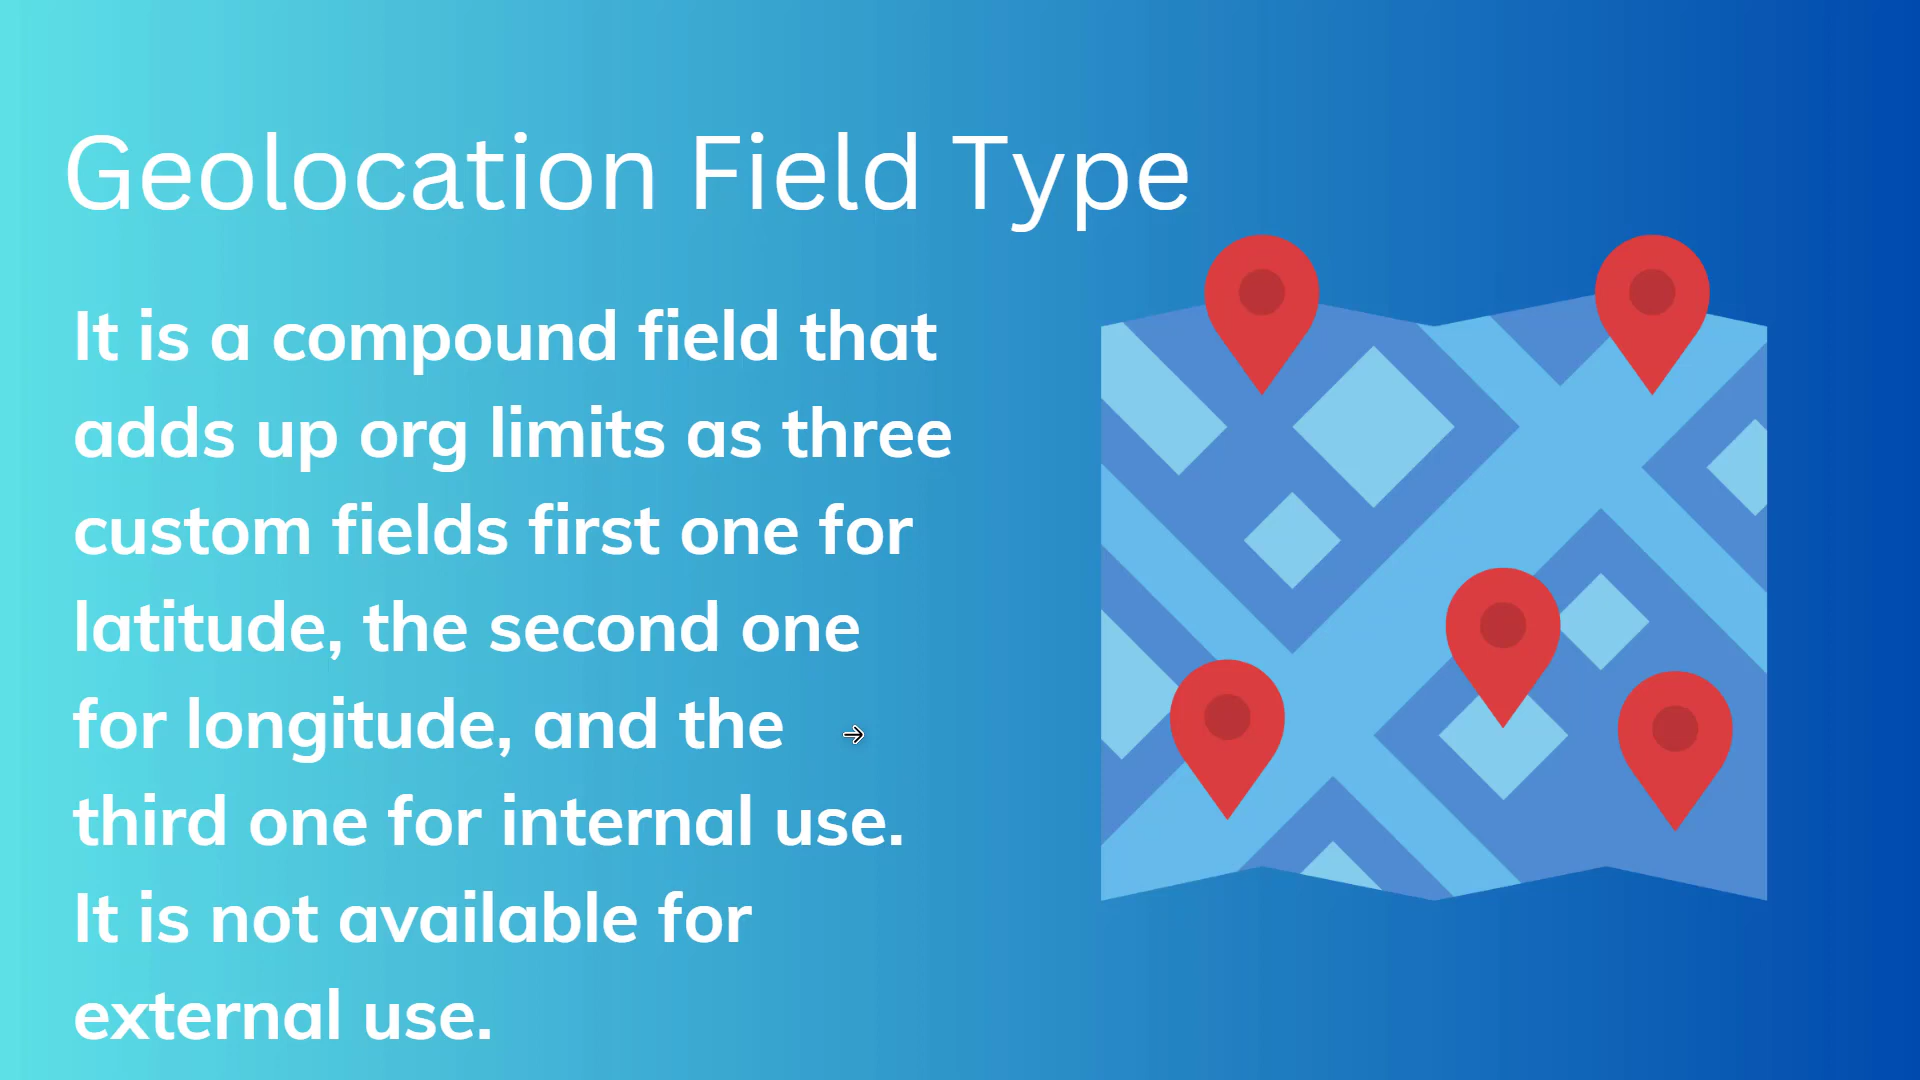 Geolocation Field Type
It is a compound field that
adds up org limits as three
custom fields first one for
latitude, the second one
for longitude, and the
third one for internal use.
It is not available for
external use.